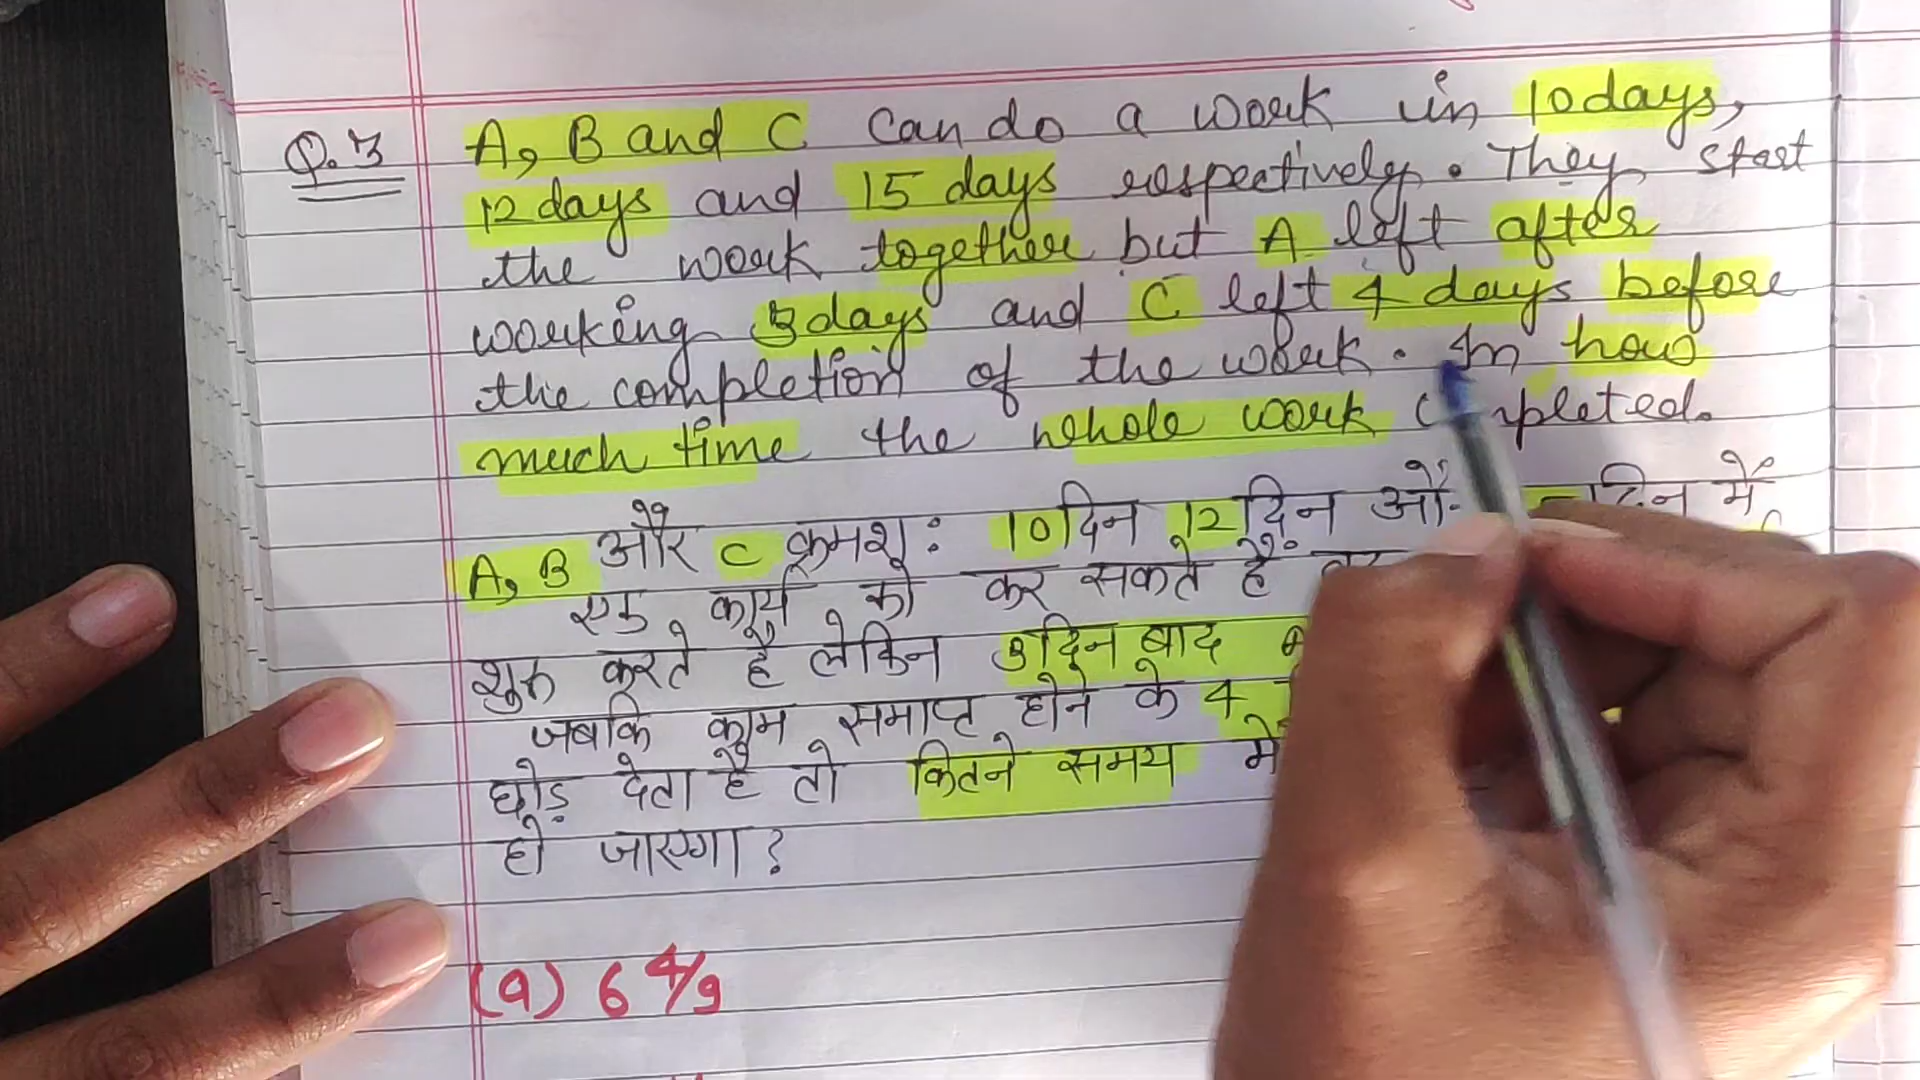 Q.3
A, B and C can do a work in 10 days,
12 days and 15 days respectively. They start
the work together but A left after
working 3 days and C left 4 days before
the completion of the work. In how
much time the whole work completed.
A, B और C क्रमश: 10 दिन 12 दिन दिन में
एक कार्य को कर सकते हैं
शुरू करते है लेकिन 3 दिन बाद
जबकि काम समाप्त होने के 4
छोड़ देता है तो कितने समय में
हो जाएगा?
(a) 6 4/9